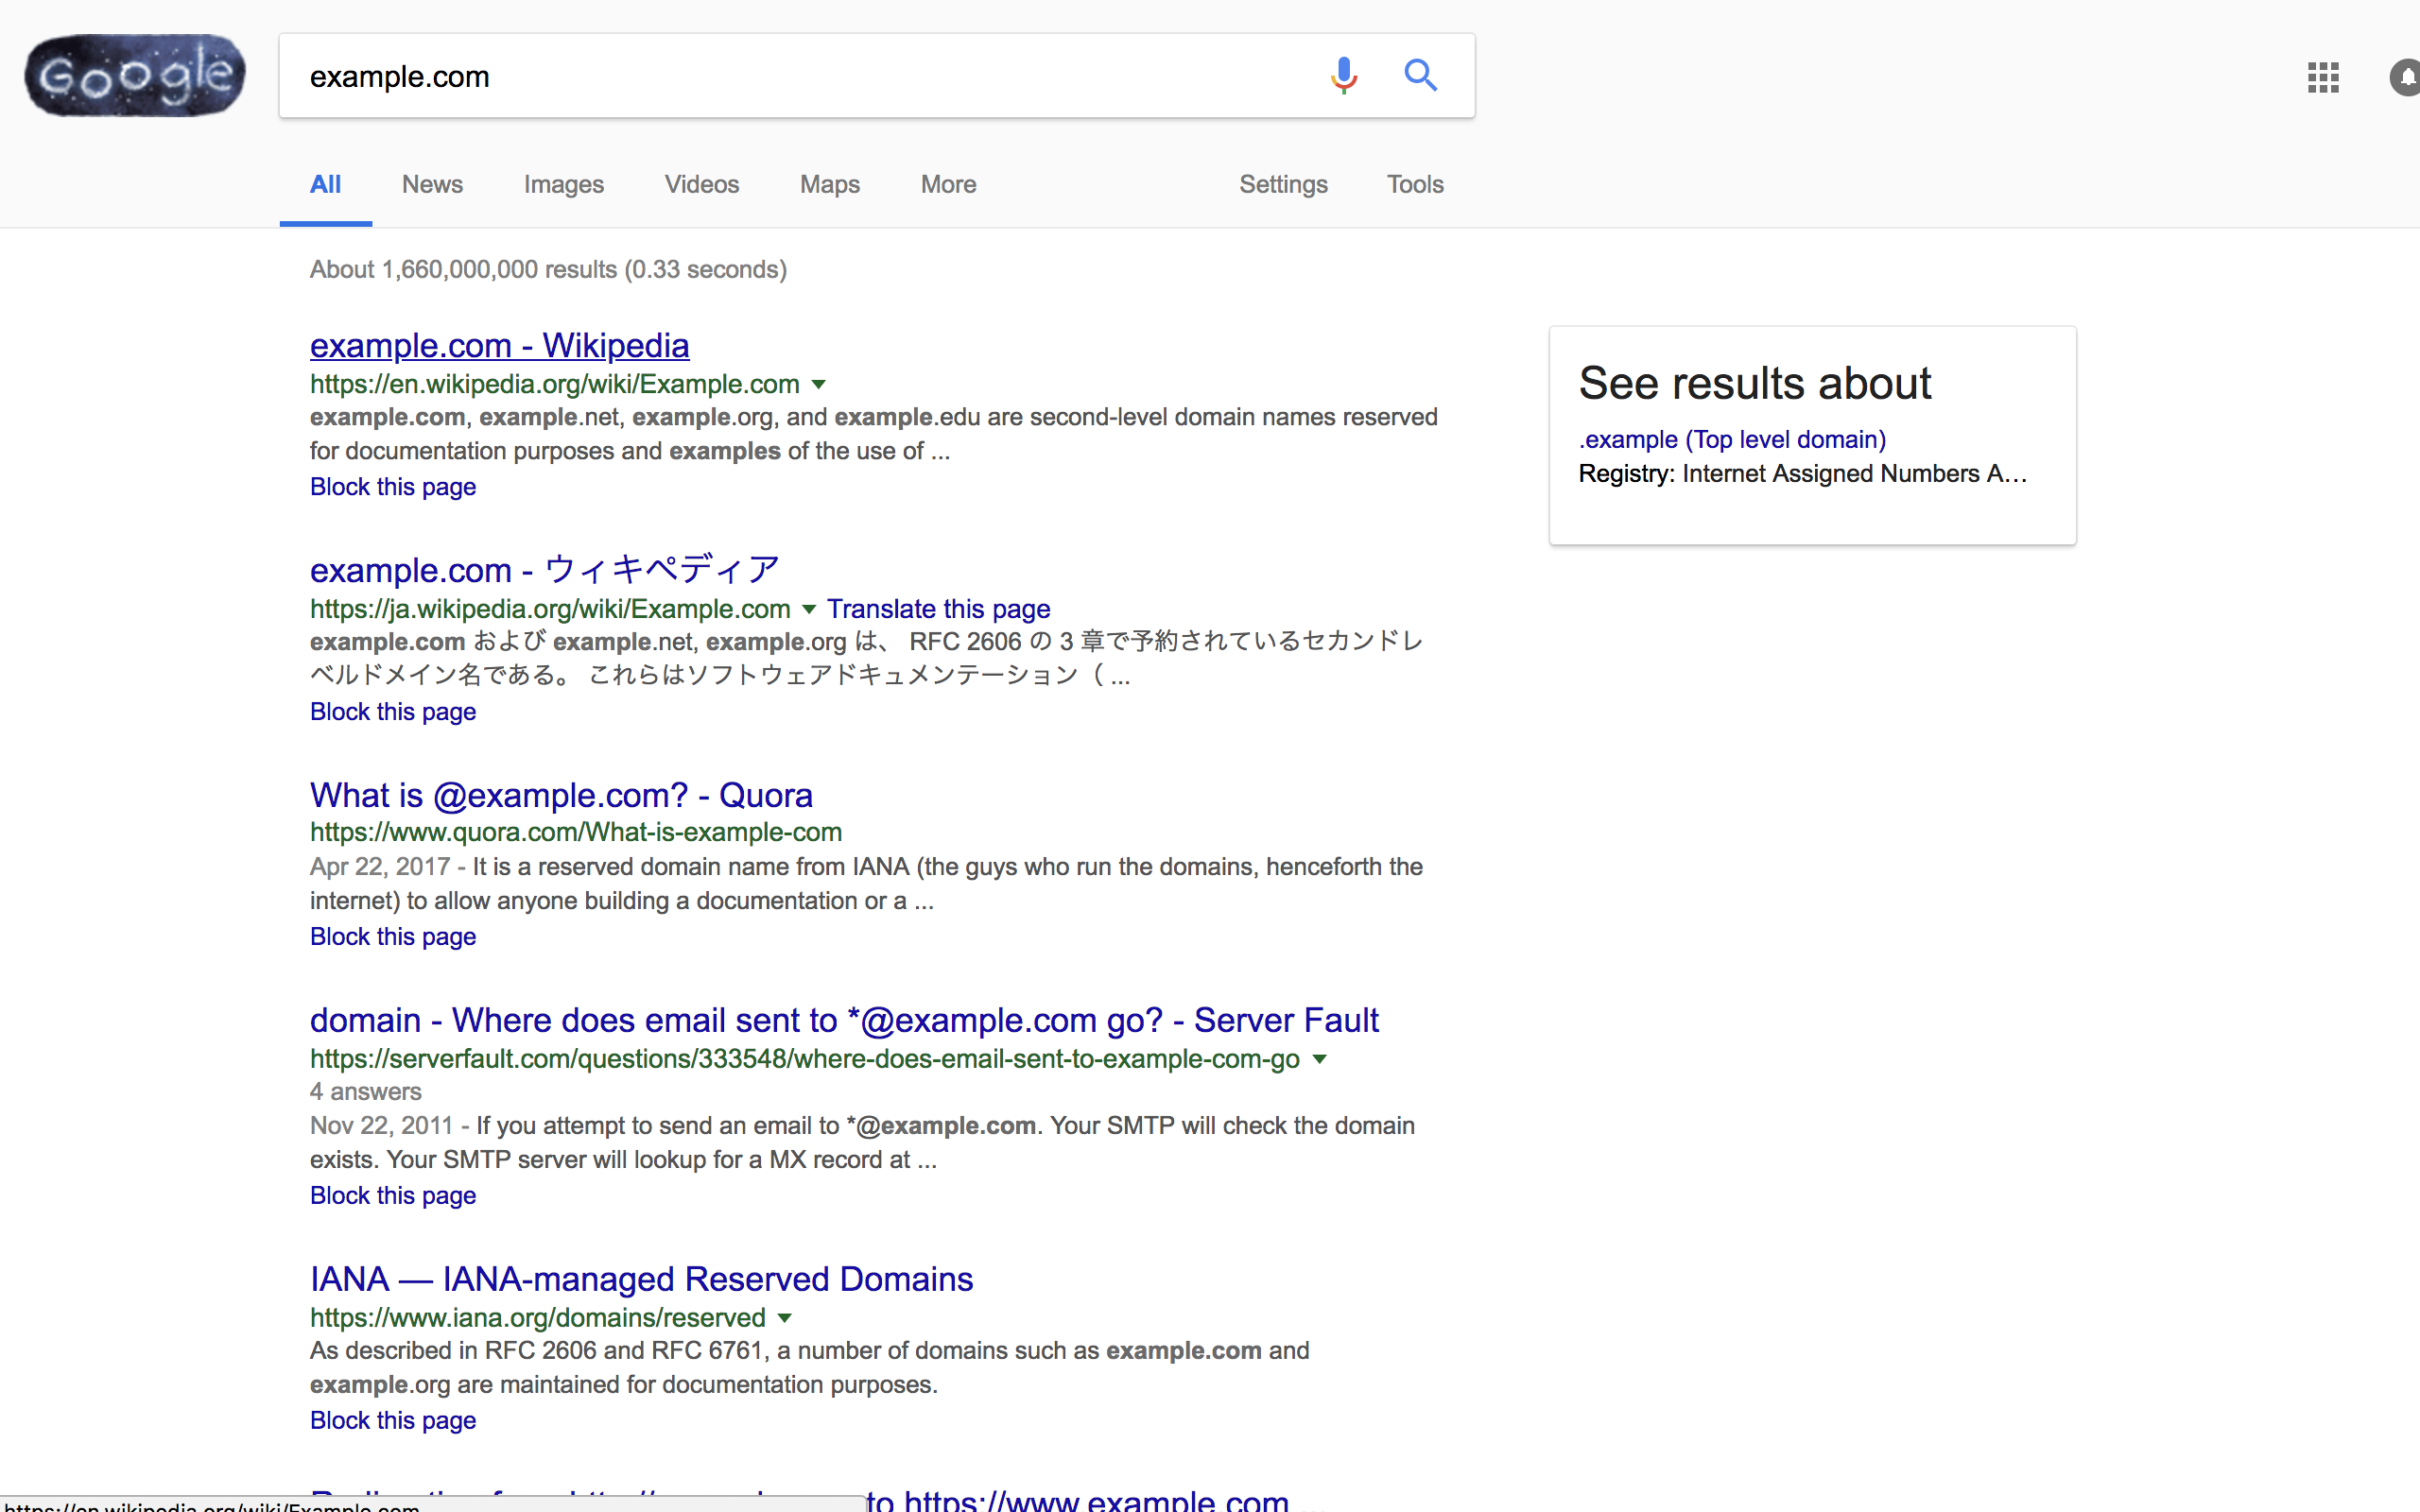 Google
example.com
All News Images Videos Maps More Settings Tools
About 1,660,000,000 results (0.33 seconds)
example.com - Wikipedia
https://en.wikipedia.org/wiki/Example.com
example.com, example.net, example.org, and example.edu are second-level domain names reserved
for documentation purposes and examples of the use of ...
Block this page
example.com - ウィキペディア
https://ja.wikipedia.org/wiki/Example.com Translate this page
example.com および example.net, example.org は、 RFC 2606 の 3 章で予約されているセカンドレ
ベルドメイン名である。 これらはソフトウェアドキュメンテーション（ ...
Block this page
What is @example.com? - Quora
https://www.quora.com/What-is-example-com
Apr 22, 2017 - It is a reserved domain name from IANA (the guys who run the domains, henceforth the
internet) to allow anyone building a documentation or a ...
Block this page
domain - Where does email sent to *@example.com go? - Server Fault
https://serverfault.com/questions/333548/where-does-email-sent-to-example-com-go
4 answers
Nov 22, 2011 - If you attempt to send an email to *@example.com. Your SMTP will check the domain
exists. Your SMTP server will lookup for a MX record at ...
Block this page
IANA — IANA-managed Reserved Domains
https://www.iana.org/domains/reserved
As described in RFC 2606 and RFC 6761, a number of domains such as example.com and
example.org are maintained for documentation purposes.
Block this page
to https://www.example.com ...
https://en.wikipedia.org/wiki/Example.com
See results about
.example (Top level domain)
Registry: Internet Assigned Numbers A...